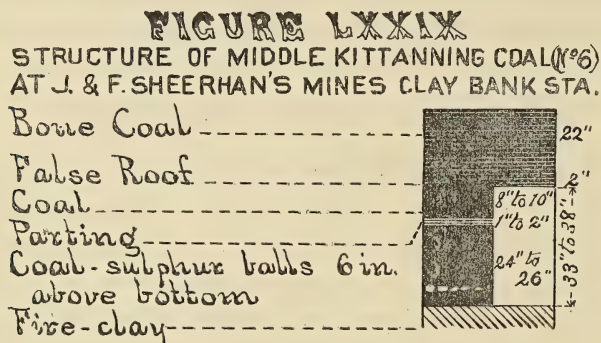 FIGURE LXXIX
STRUCTURE OF MIDDLE KITTANNING COAL (No 6)
AT J. & F. SHEERHAN'S MINES CLAY BANK STA.
Bone Coal
22"
False Roof
2"
Coal
8" to 10"
Parting
1" to 2"
Coal-sulphur balls 6 in.
above bottom
24" to
26"
33" to 38"
Fire-clay